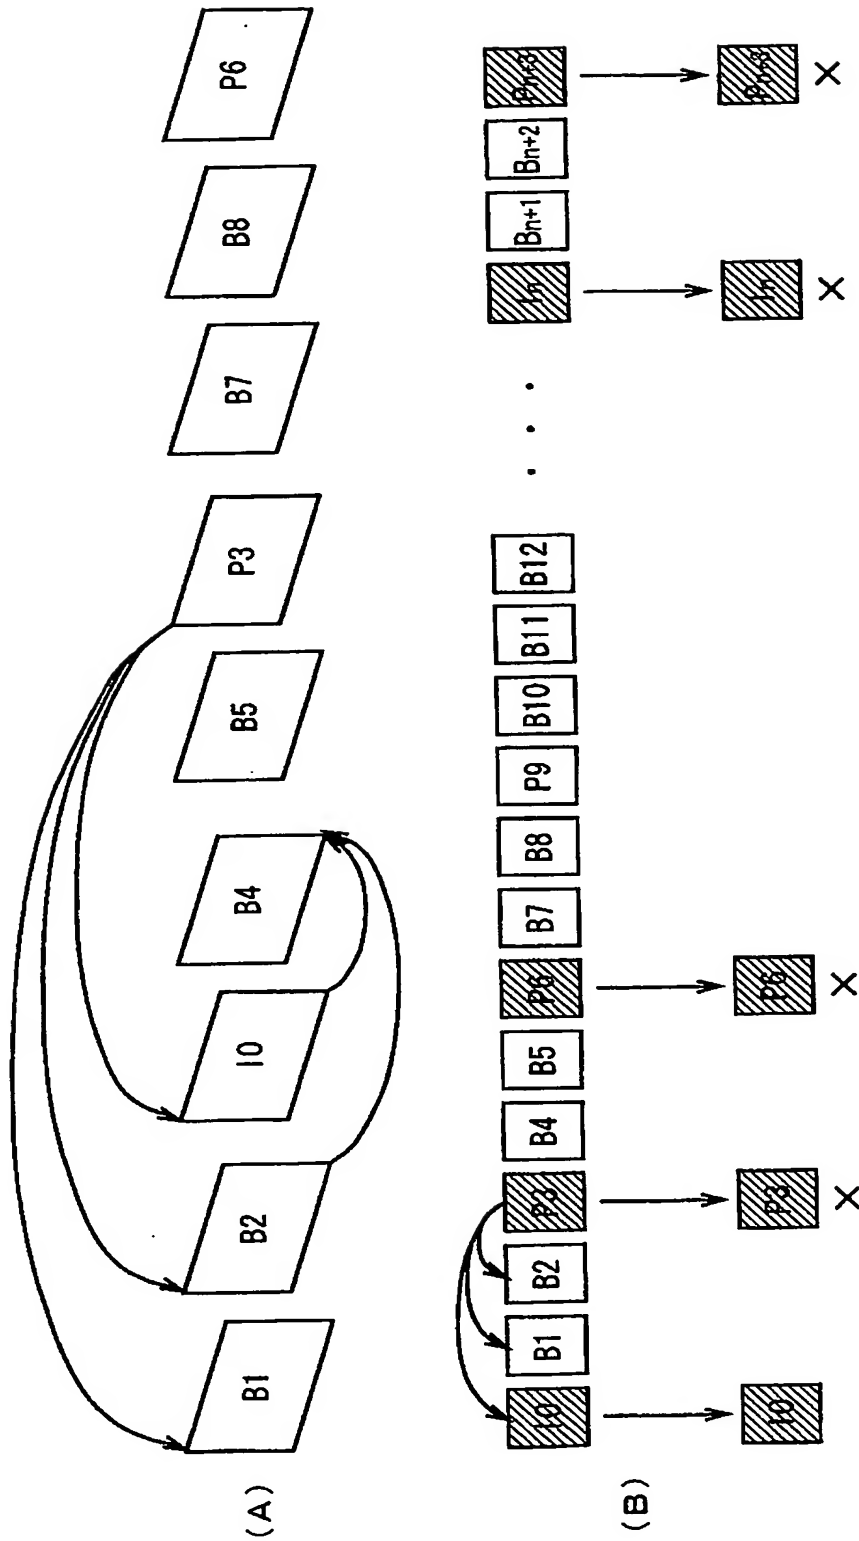 (A)
B1 B2 I0 B4 B5 P3 B7 B8 P6
(B)
I0 B1 B2 P3 B4 B5 P6 B7 B8 P9 B10 B11 B12 . . . In Bn+1 Bn+2 Pn+3
I0 P3 P6 In Pn+3
× × × ×